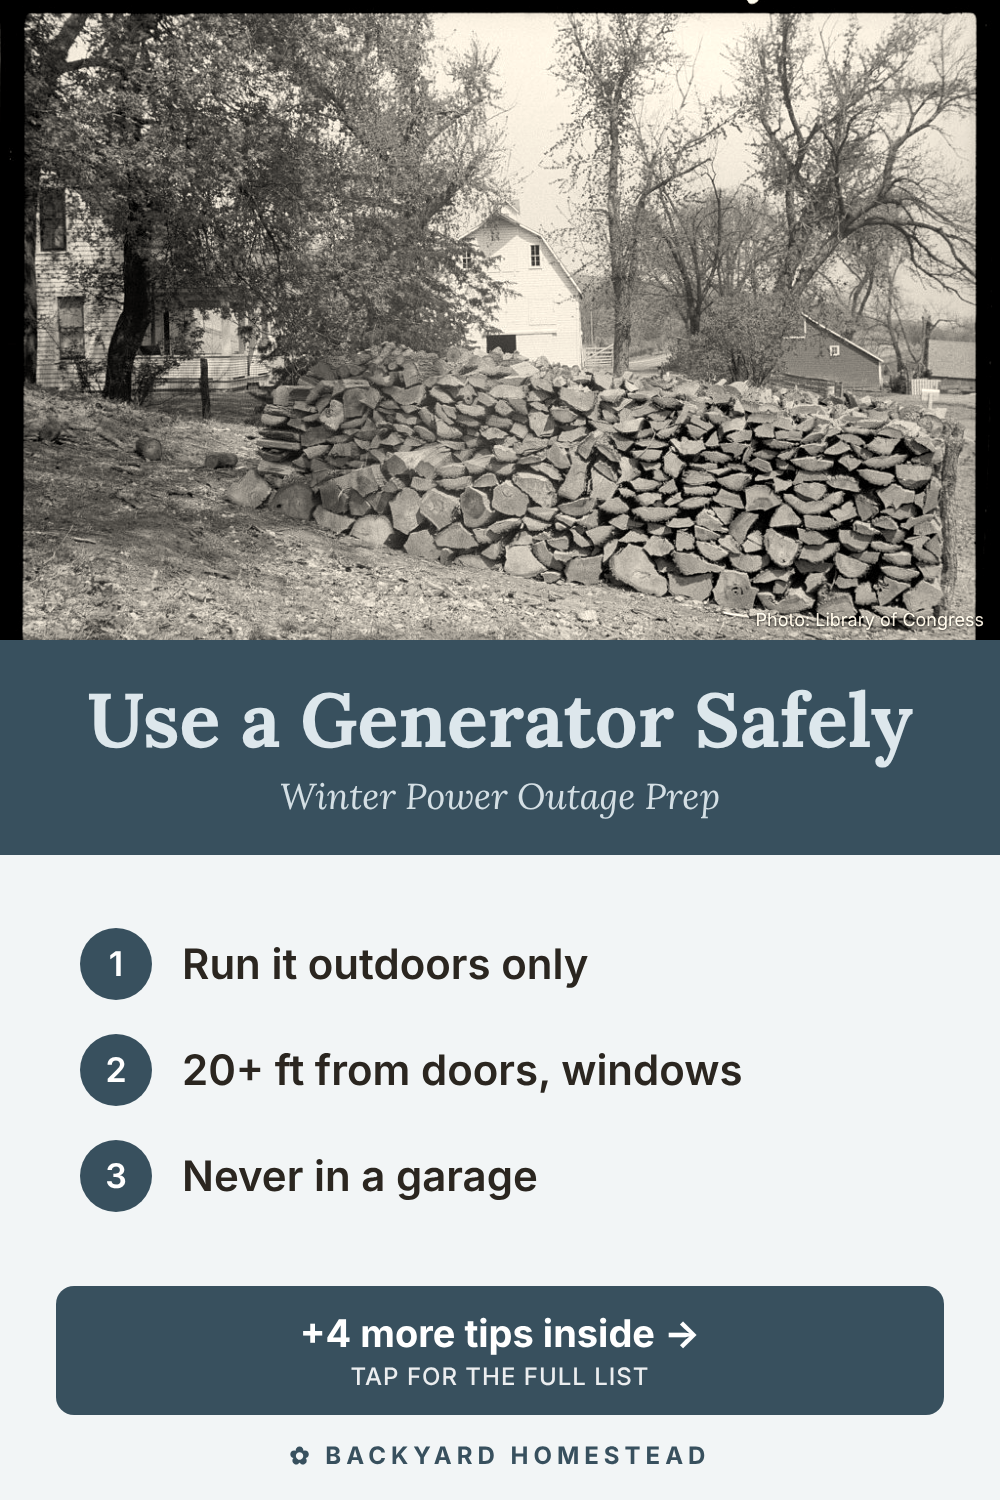 Photo: Library of Congress
Use a Generator Safely
Winter Power Outage Prep
1 Run it outdoors only
2 20+ ft from doors, windows
3 Never in a garage
+4 more tips inside →
TAP FOR THE FULL LIST
✿ BACKYARD HOMESTEAD